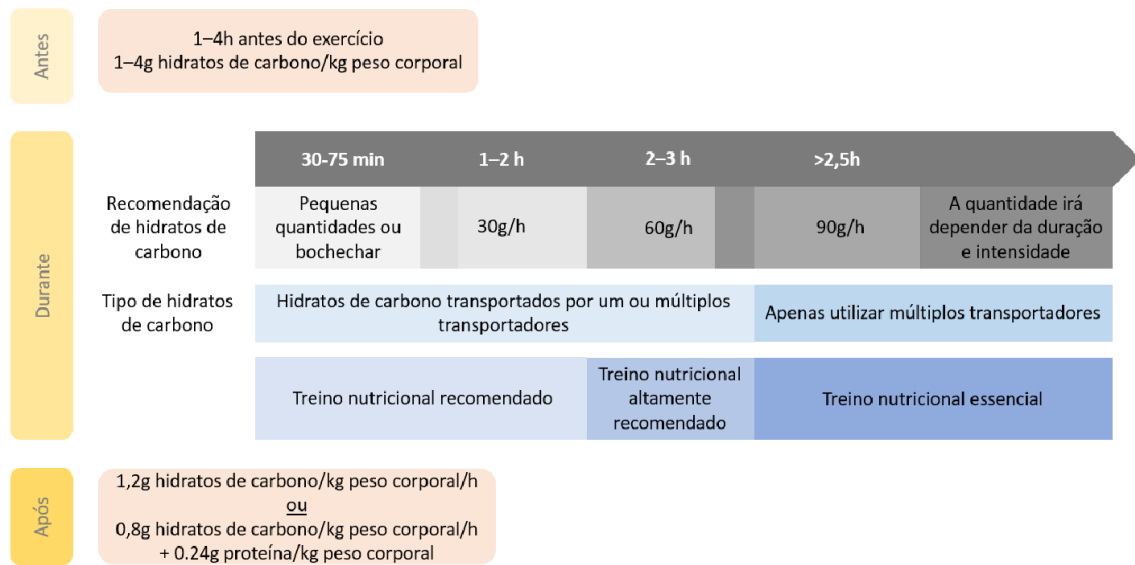 Antes
1–4h antes do exercício
1–4g hidratos de carbono/kg peso corporal
Durante
30-75 min
1–2 h
2–3 h
>2,5h
Recomendação
de hidratos de
carbono
Pequenas
quantidades ou
bochechar
30g/h
60g/h
90g/h
A quantidade irá
depender da duração
e intensidade
Tipo de hidratos
de carbono
Hidratos de carbono transportados por um ou múltiplos
transportadores
Apenas utilizar múltiplos transportadores
Treino nutricional recomendado
Treino nutricional
altamente
recomendado
Treino nutricional essencial
Após
1,2g hidratos de carbono/kg peso corporal/h
ou
0,8g hidratos de carbono/kg peso corporal/h
+ 0.24g proteína/kg peso corporal